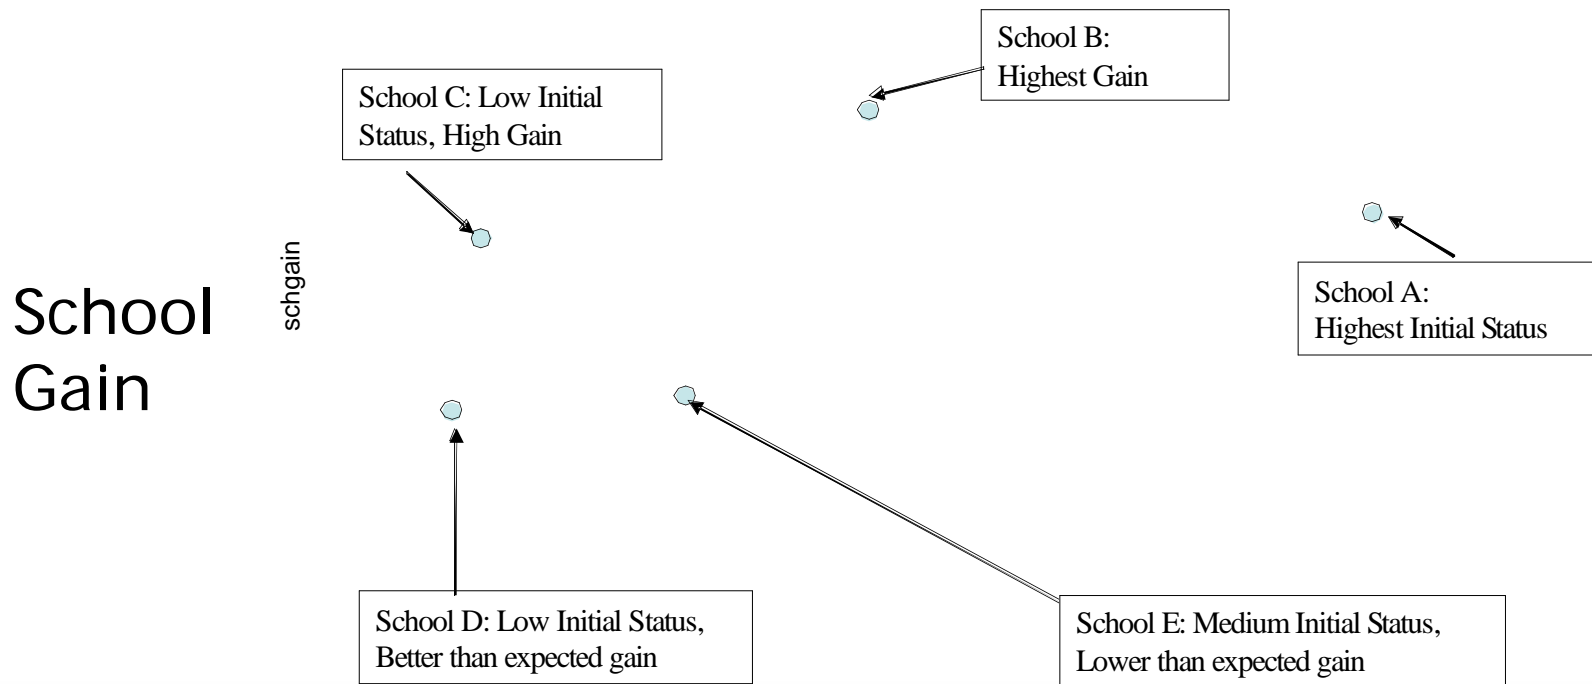 School B:
Highest Gain
School C: Low Initial
Status, High Gain
School A:
Highest Initial Status
schgain
School
Gain
School D: Low Initial Status,
Better than expected gain
School E: Medium Initial Status,
Lower than expected gain